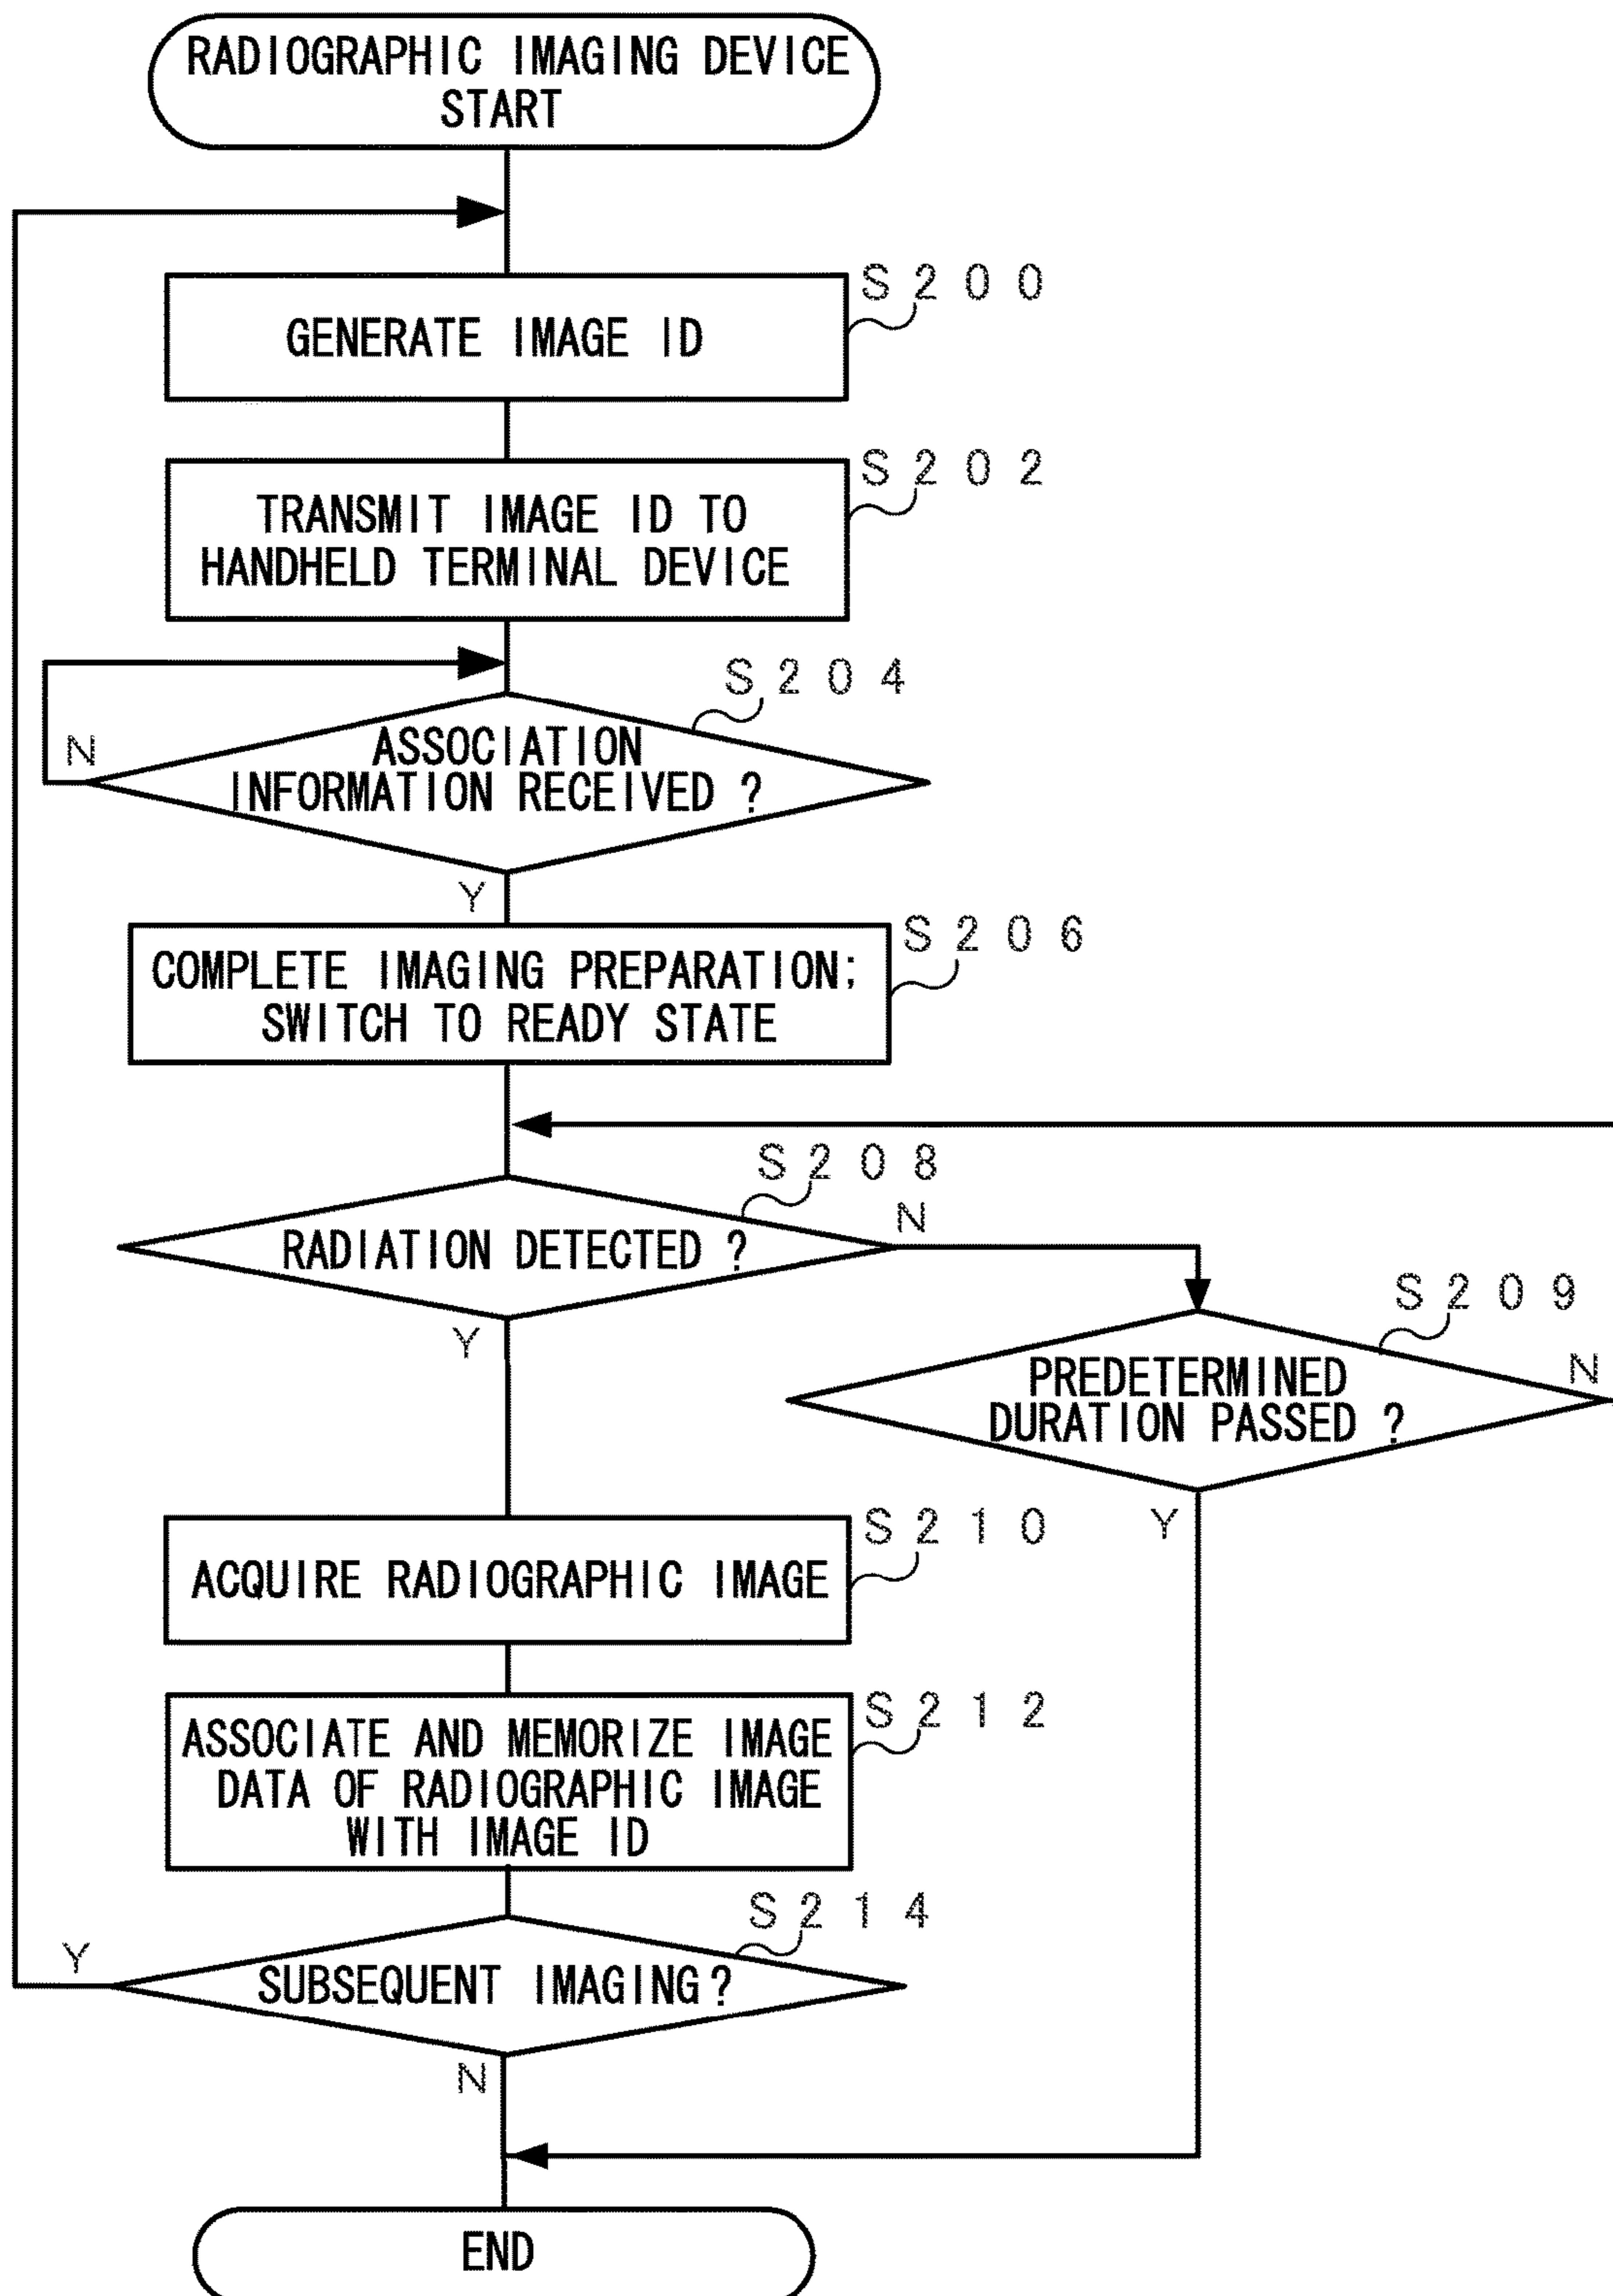 RADIOGRAPHIC IMAGING DEVICE
START
S200
GENERATE IMAGE ID
S202
TRANSMIT IMAGE ID TO
HANDHELD TERMINAL DEVICE
S204
ASSOCIATION
INFORMATION RECEIVED ?
N
Y
S206
COMPLETE IMAGING PREPARATION;
SWITCH TO READY STATE
S208
RADIATION DETECTED ?
N
Y
S209
PREDETERMINED
DURATION PASSED ?
N
Y
S210
ACQUIRE RADIOGRAPHIC IMAGE
S212
ASSOCIATE AND MEMORIZE IMAGE
DATA OF RADIOGRAPHIC IMAGE
WITH IMAGE ID
S214
SUBSEQUENT IMAGING?
Y
N
END